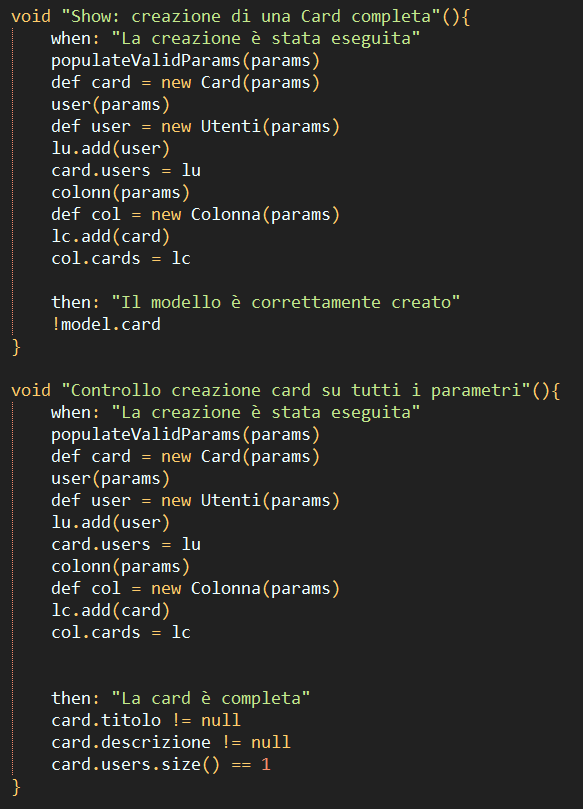 void "Show: creazione di una Card completa"(){
    when: "La creazione è stata eseguita"
    populateValidParams(params)
    def card = new Card(params)
    user(params)
    def user = new Utenti(params)
    lu.add(user)
    card.users = lu
    colonn(params)
    def col = new Colonna(params)
    lc.add(card)
    col.cards = lc

    then: "Il modello è correttamente creato"
    !model.card
}

void "Controllo creazione card su tutti i parametri"(){
    when: "La creazione è stata eseguita"
    populateValidParams(params)
    def card = new Card(params)
    user(params)
    def user = new Utenti(params)
    lu.add(user)
    card.users = lu
    colonn(params)
    def col = new Colonna(params)
    lc.add(card)
    col.cards = lc


    then: "La card è completa"
    card.titolo != null
    card.descrizione != null
    card.users.size() == 1
}